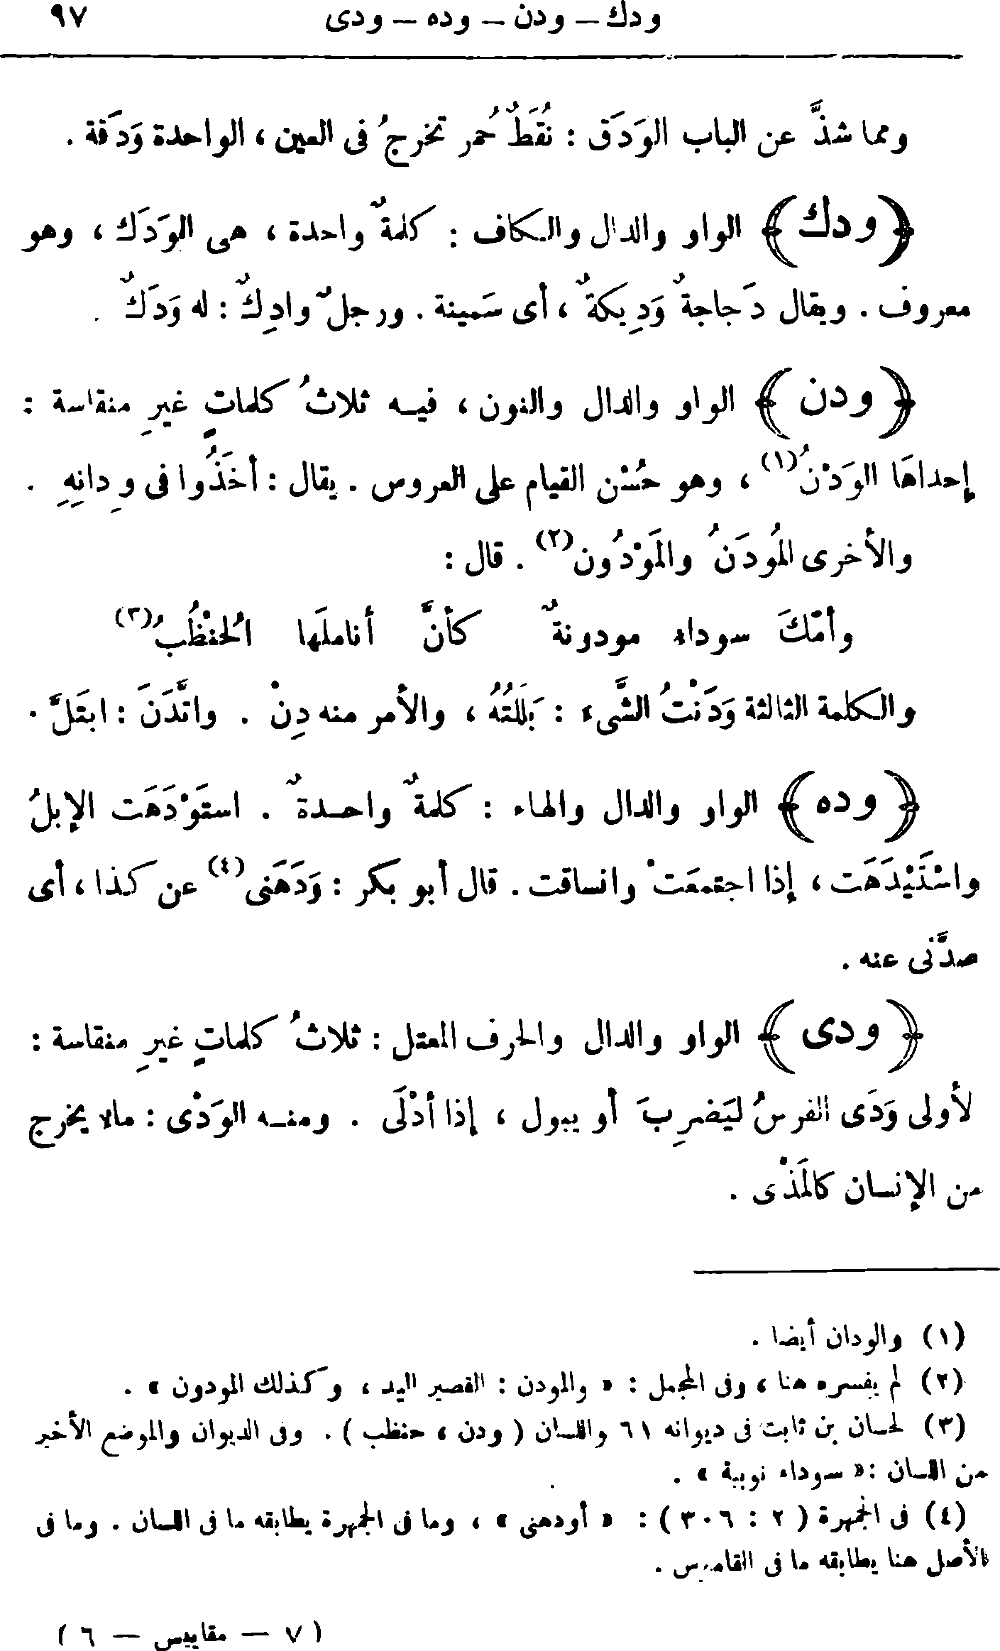 ودك – ودن – وده – ودى ٩٧
ومما شذَّ عن الباب الوَدَق : نُقَطٌ حُمر تخرجُ فى العين ، الواحدة وَدَقة .
﴿ ودك ﴾ الواو والدال والكاف : كلمةٌ واحدة ، هى الوَدَك ، وهو
معروف . ويقال دَجاجةٌ وَدِيكةٌ ، أى سَمينة . ورجلٌ وادِكٌ : له وَدَكٌ .
﴿ ودن ﴾ الواو والدال والنون ، فيه ثلاثُ كلماتٍ غيرِ منقاسة :
إحداهَا الوَدْنُ(١) ، وهو حُسْن القيام على العروس . يقال : أخَذُوا فى وِدانِهِ .
والأخرى المُودَنُ والمَوْدُون(٢) . قال :
وأمّكَ سوداء مودونةٌ كأنَّ أناملَها الحُنْظُبُ(٣)
والكلمة الثالثة وَدَنْتُ الشَّىء : بَلَلتُهُ ، والأمر منه دِنْ . واتَّدَنَ : ابتَلَّ .
﴿ وده ﴾ الواو والدال والهاء : كلمةٌ واحدةٌ . استَوْدَهَت الإبلُ
واسْتَيْدَهَت ، إذا اجتمعَتْ وانساقت . قال أبو بكر : وَدَهَنى(٤) عن كذا ، أى
صدَّنى عنه .
﴿ ودى ﴾ الواو والدال والحرف المعتل : ثلاثُ كلماتٍ غيرِ منقاسة :
لأولى وَدَى الفرسُ ليَضرِبَ أو يبول ، إذا أدْلَى . ومنه الوَدْى : ماء يخرج
من الإنسان كالمَذْى .
(١) والودان أيضا .
(٢) لم يفسره هنا ، وفى المجمل : « والمودن : القصير اليد ، وكذلك المودون » .
(٣) لحسان بن ثابت فى ديوانه ٦١ واللسان ( ودن ، حنظب ) . وفى الديوان والموضع الأخير
من اللسان : « سوداء نوبية » .
(٤) فى الجمهرة ( ٢ : ٣٠٦ ) : « أودهنى » ، وما فى الجمهرة يطابقه ما فى اللسان . وما فى
الأصل هنا يطابقه ما فى القاموس .
( ٧ – مقاييس – ٦ )